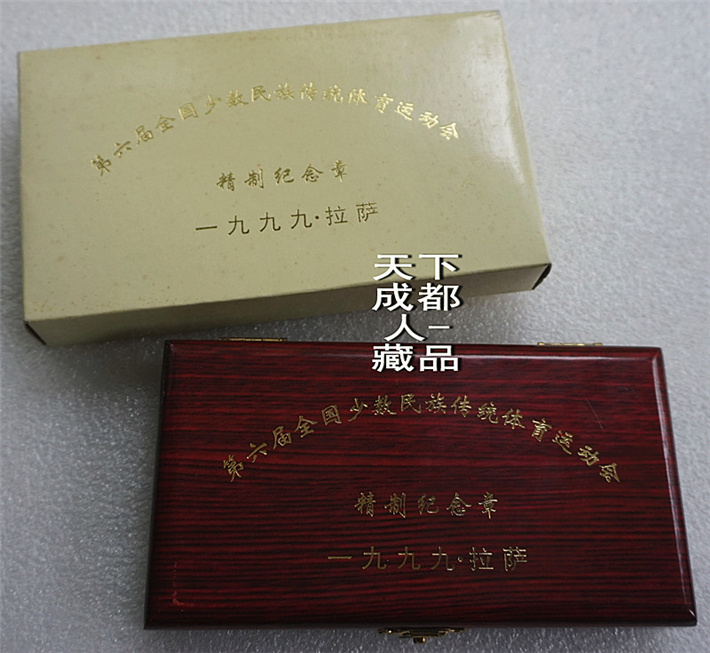 第六届全国少数民族传统体育运动会
精制纪念章
一九九九·拉萨
天下
成都
人-
藏品
第六届全国少数民族传统体育运动会
精制纪念章
一九九九·拉萨